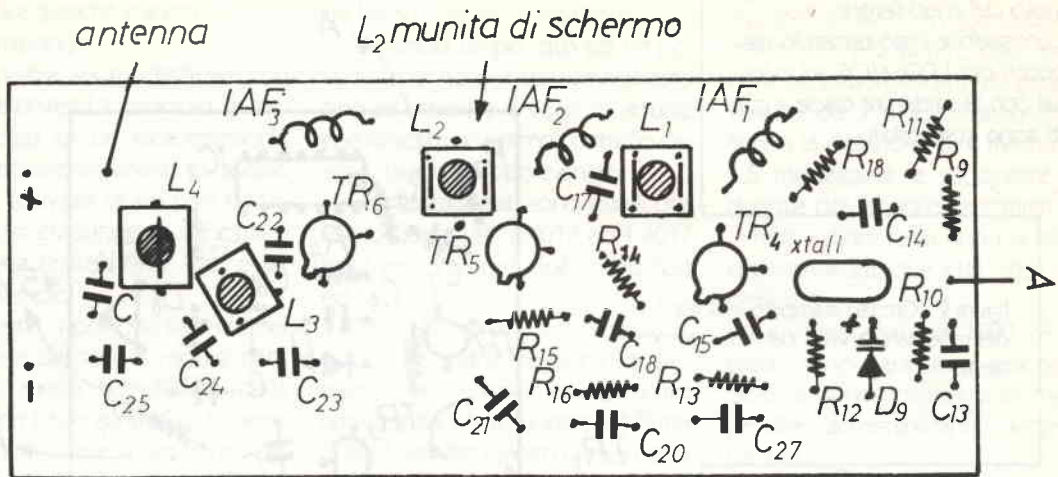 antenna
L2 munita di schermo
IAF3
IAF2
IAF1
R11
L2
L1
R18
R9
L4
C17
TR6
C22
C14
TR5
R14
TR4
xtall
+
R10
A
C
L3
C15
+
R15
C18
C24
R16
R13
C25
C23
C21
R12
D9
C13
C20
C27
-